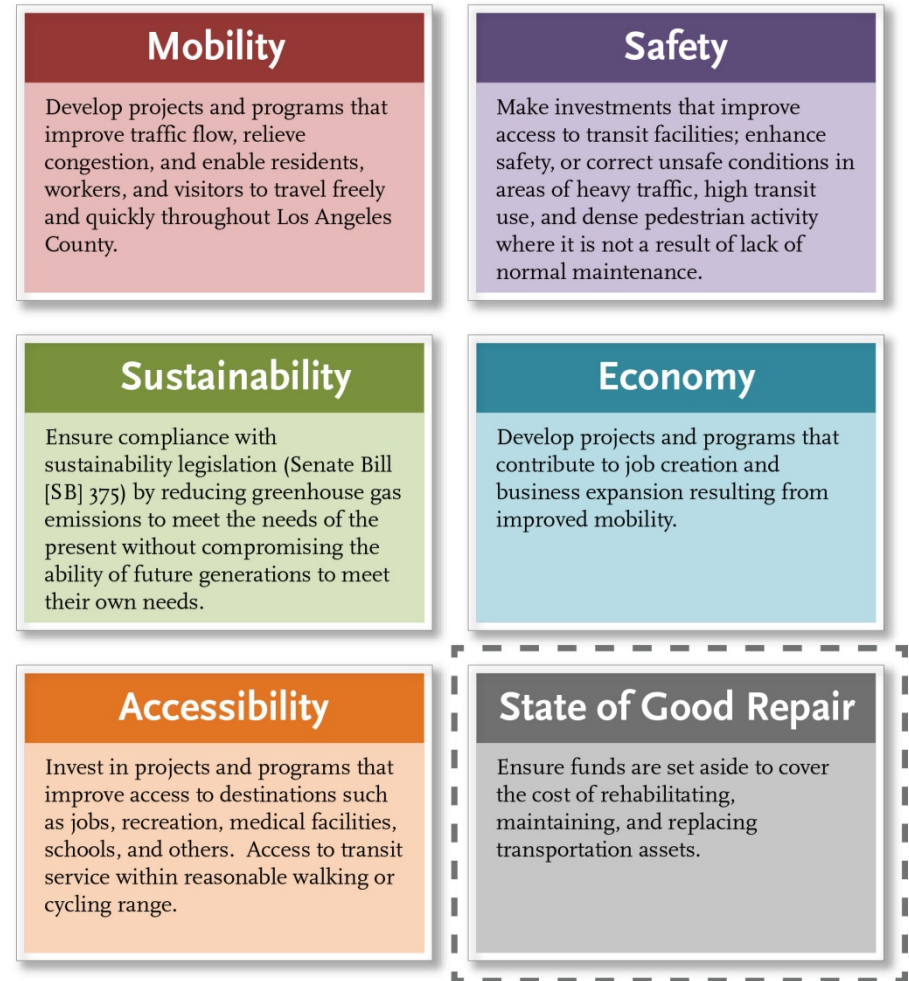 Mobility
Develop projects and programs that
improve traffic flow, relieve
congestion, and enable residents,
workers, and visitors to travel freely
and quickly throughout Los Angeles
County.
Safety
Make investments that improve
access to transit facilities; enhance
safety, or correct unsafe conditions in
areas of heavy traffic, high transit
use, and dense pedestrian activity
where it is not a result of lack of
normal maintenance.
Sustainability
Ensure compliance with
sustainability legislation (Senate Bill
[SB] 375) by reducing greenhouse gas
emissions to meet the needs of the
present without compromising the
ability of future generations to meet
their own needs.
Economy
Develop projects and programs that
contribute to job creation and
business expansion resulting from
improved mobility.
Accessibility
Invest in projects and programs that
improve access to destinations such
as jobs, recreation, medical facilities,
schools, and others.  Access to transit
service within reasonable walking or
cycling range.
State of Good Repair
Ensure funds are set aside to cover
the cost of rehabilitating,
maintaining, and replacing
transportation assets.